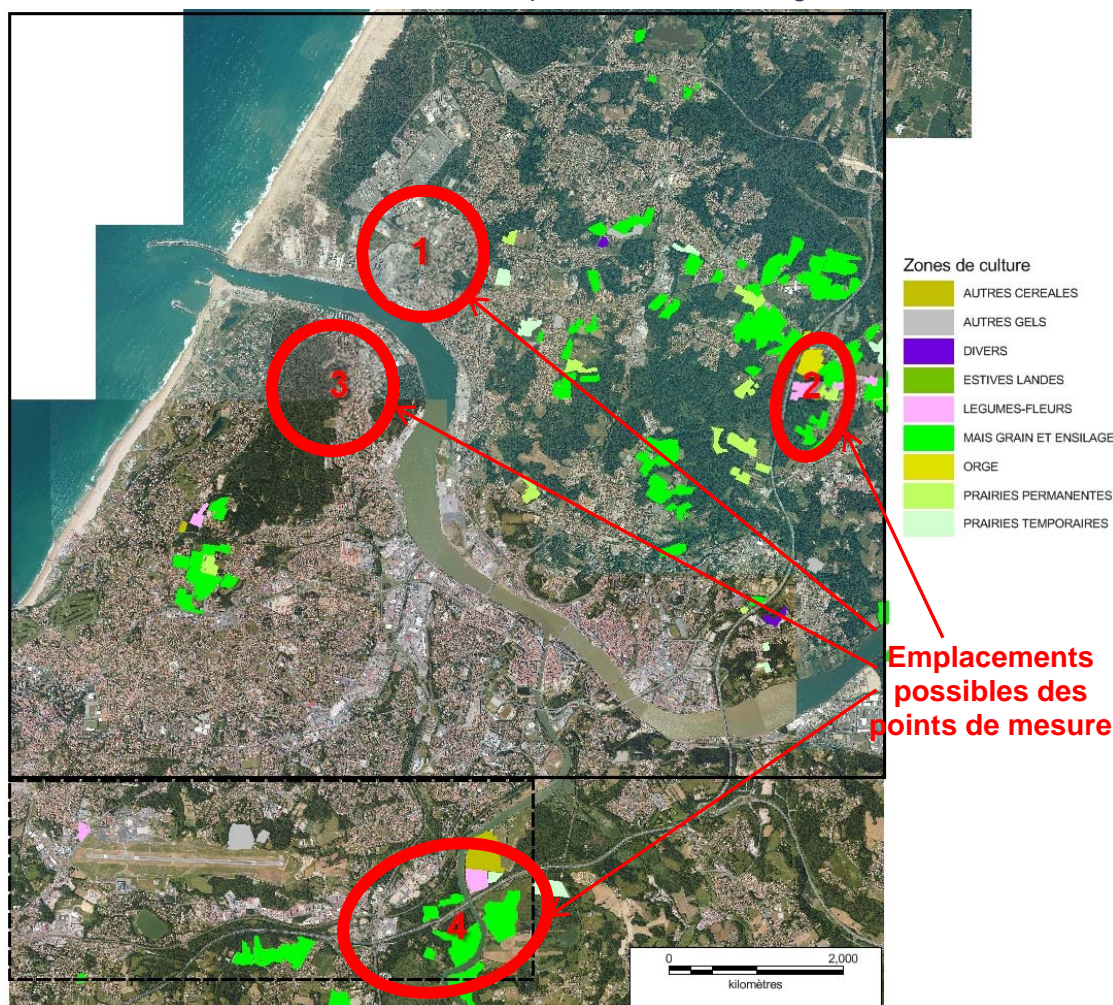 1
3
2
4
Zones de culture
AUTRES CEREALES
AUTRES GELS
DIVERS
ESTIVES LANDES
LEGUMES-FLEURS
MAIS GRAIN ET ENSILAGE
ORGE
PRAIRIES PERMANENTES
PRAIRIES TEMPORAIRES
Emplacements
possibles des
points de mesure
0 2,000
kilomètres